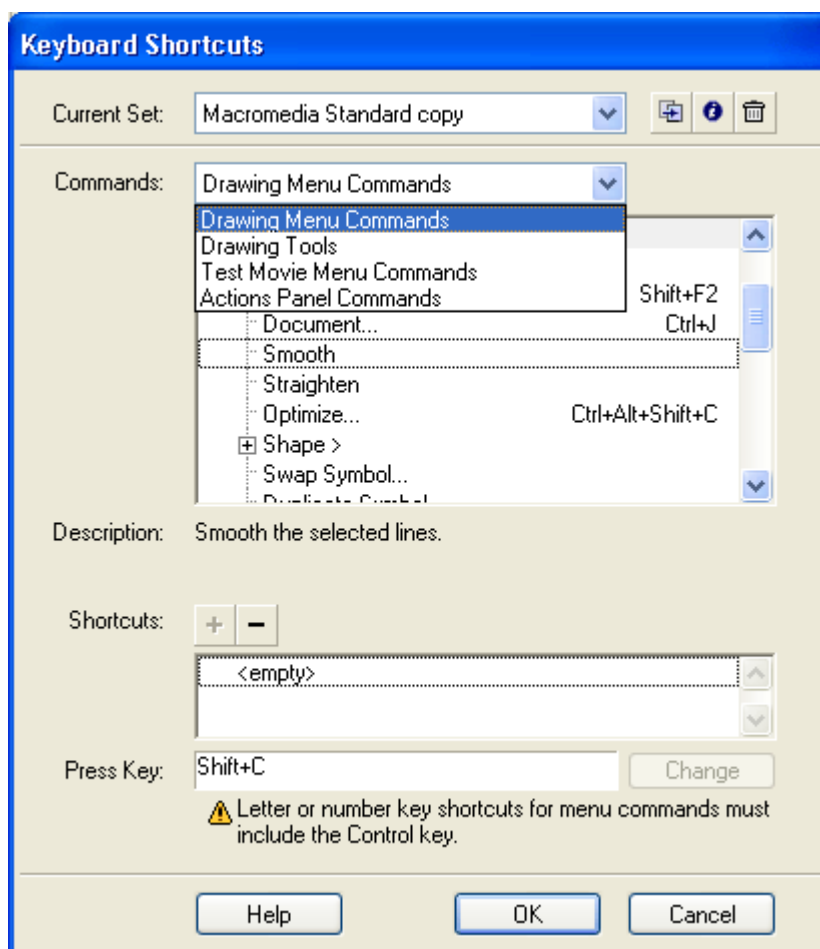 Keyboard Shortcuts
Current Set: Macromedia Standard copy
Commands: Drawing Menu Commands
Drawing Menu Commands
Drawing Tools
Test Movie Menu Commands
Actions Panel Commands Shift+F2
Document... Ctrl+J
Smooth
Straighten
Optimize... Ctrl+Alt+Shift+C
Shape >
Swap Symbol...
Description: Smooth the selected lines.
Shortcuts: + −
<empty>
Press Key: Shift+C Change
Letter or number key shortcuts for menu commands must
include the Control key.
Help OK Cancel